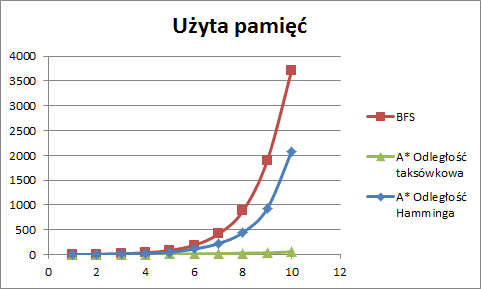 Użyta pamięć
4000
3500
3000
2500
2000
1500
1000
500
0
0 2 4 6 8 10 12
BFS
A* Odległość
taksówkowa
A* Odległość
Hamminga